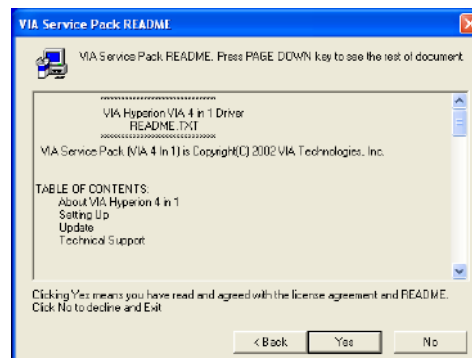 VIA Service Pack README
VIA Service Pack README. Press PAGE DOWN key to see the rest of document.
==========================
VIA Hyperion VIA 4 in 1 Driver
README.TXT
==========================
VIA Service Pack (VIA 4 In 1) is Copyright(C) 2002 VIA Technologies, Inc.
TABLE OF CONTENTS:
About VIA Hyperion 4 in 1
Setting Up
Update
Technical Support
Clicking Yes means you have read and agreed with the license agreement and README.
Click No to decline and Exit
< Back
Yes
No